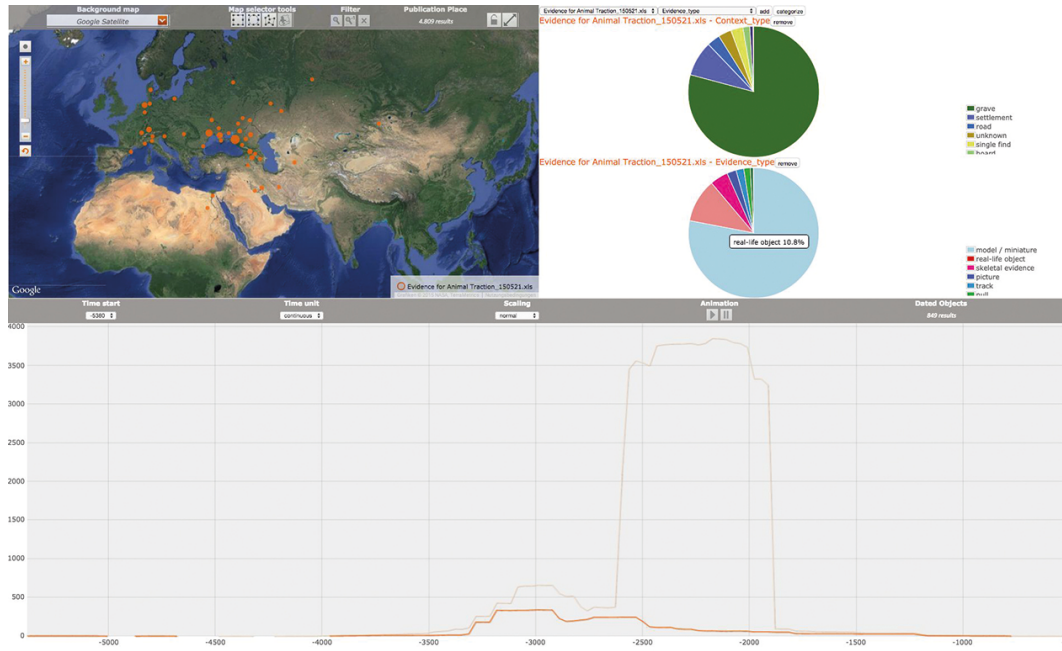 Background map
Google Satellite
Map selector tools
Filter
Publication Place
4.809 results
Google
Evidence for Animal Traction_150521.xls
Evidence for Animal Traction_150521.xls
Evidence_type
add
categorize
Evidence for Animal Traction_150521.xls - Context_type
remove
grave
settlement
road
unknown
single find
hoard
Evidence for Animal Traction_150521.xls - Evidence_type
remove
real-life object 10.8%
model / miniature
real-life object
skeletal evidence
picture
track
null
Time start
-5380
Time unit
continuous
Scaling
normal
Animation
Dated Objects
849 results
4000
3500
3000
2500
2000
1500
1000
500
0
-5000
-4500
-4000
-3500
-3000
-2500
-2000
-1500
-1000